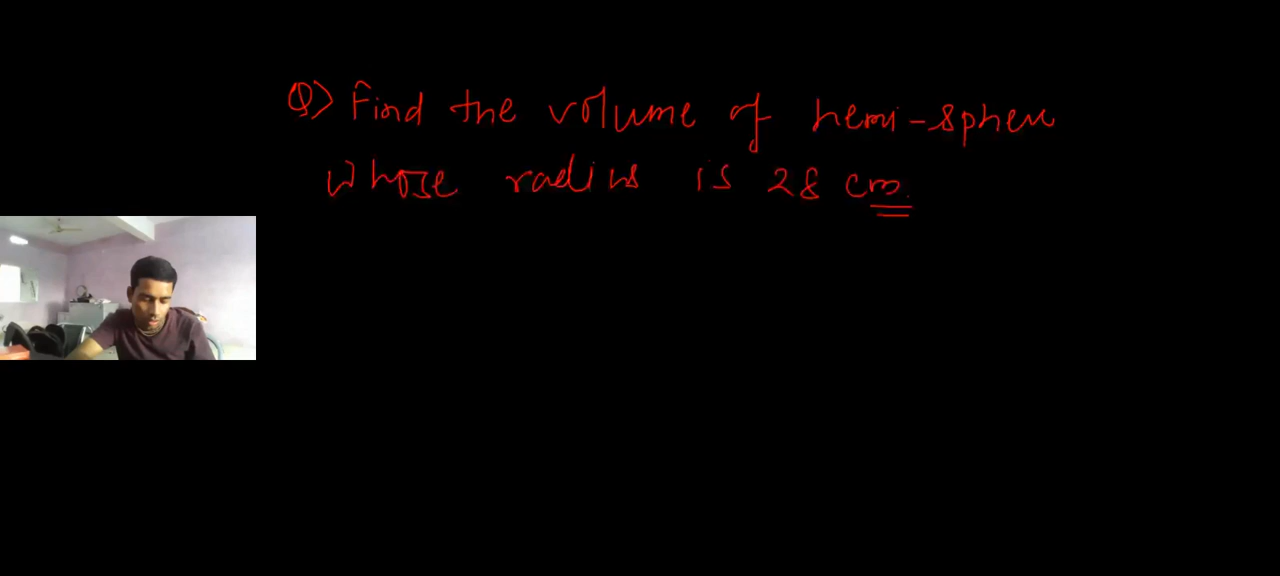 Q> Find the volume of hemi-sphere
whose radius is 28 cm.